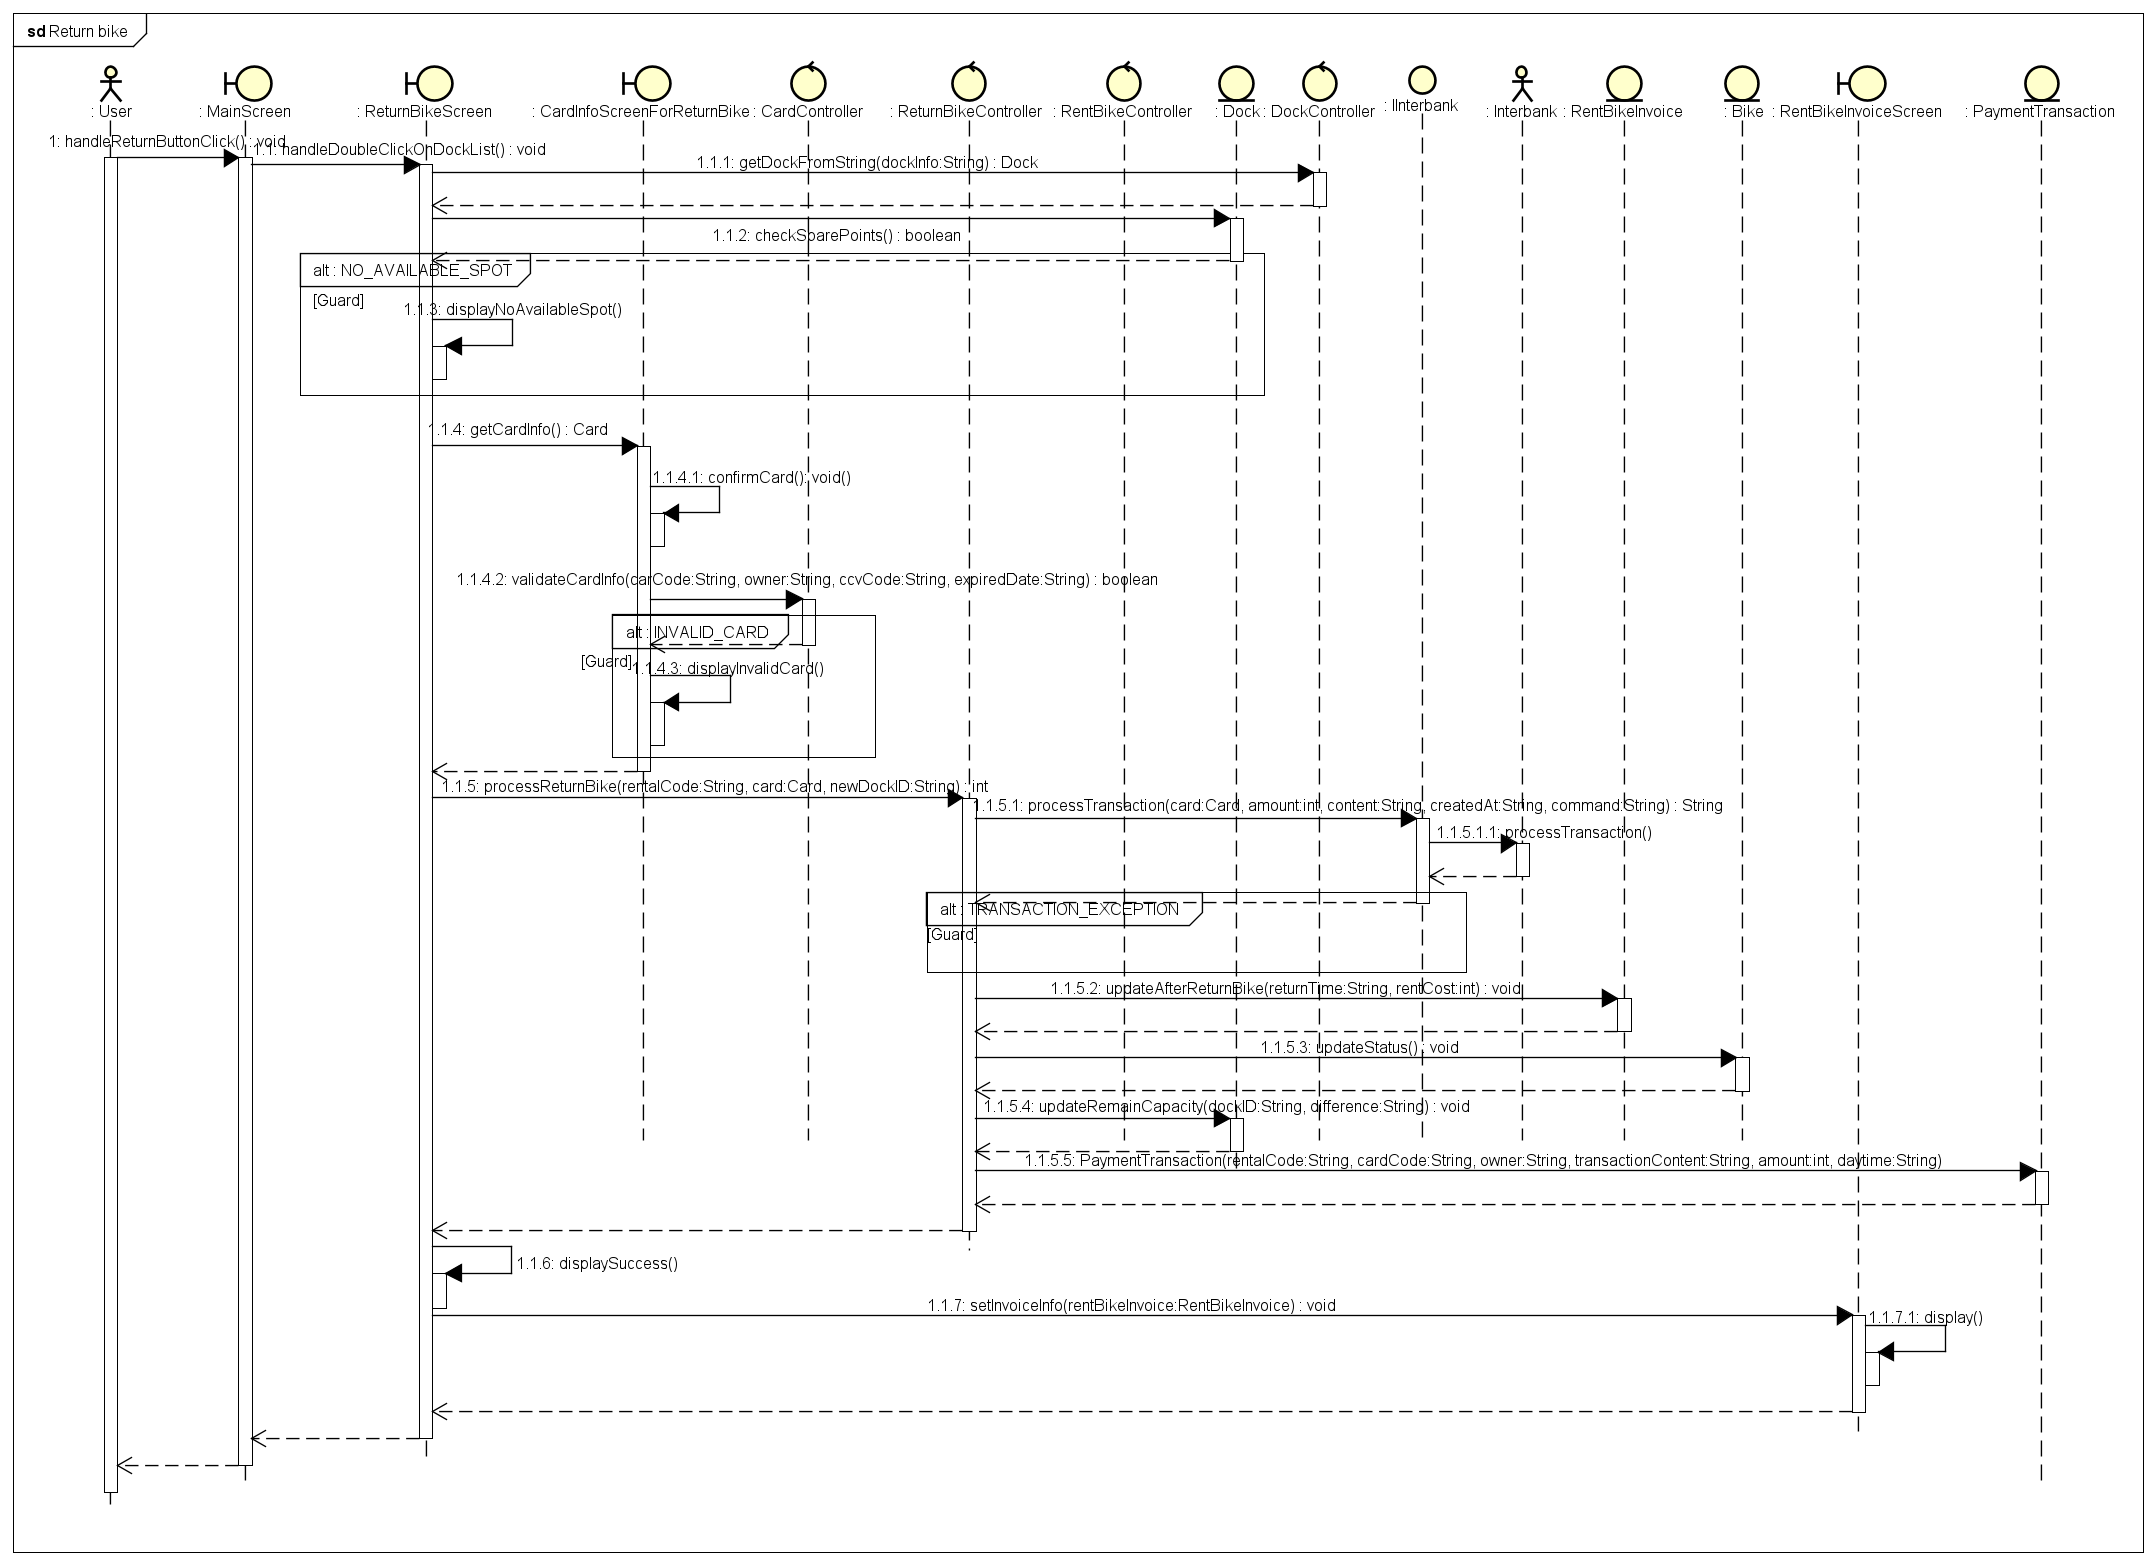 sd Return bike
: User
: MainScreen
: ReturnBikeScreen
: CardInfoScreenForReturnBike
: CardController
: ReturnBikeController
: RentBikeController
: Dock
: DockController
: IInterbank
: Interbank
: RentBikeInvoice
: Bike
: RentBikeInvoiceScreen
: PaymentTransaction
1: handleReturnButtonClick() : void
1.1: handleDoubleClickOnDockList() : void
1.1.1: getDockFromString(dockInfo:String) : Dock
1.1.2: checkSparePoints() : boolean
alt : NO_AVAILABLE_SPOT
[Guard]
1.1.3: displayNoAvailableSpot()
1.1.4: getCardInfo() : Card
1.1.4.1: confirmCard(): void()
1.1.4.2: validateCardInfo(carCode:String, owner:String, ccvCode:String, expiredDate:String) : boolean
alt : INVALID_CARD
[Guard]
1.1.4.3: displayInvalidCard()
1.1.5: processReturnBike(rentalCode:String, card:Card, newDockID:String) : int
1.1.5.1: processTransaction(card:Card, amount:int, content:String, createdAt:String, command:String) : String
1.1.5.1.1: processTransaction()
alt : TRANSACTION_EXCEPTION
[Guard]
1.1.5.2: updateAfterReturnBike(returnTime:String, rentCost:int) : void
1.1.5.3: updateStatus() : void
1.1.5.4: updateRemainCapacity(dockID:String, difference:String) : void
1.1.5.5: PaymentTransaction(rentalCode:String, cardCode:String, owner:String, transactionContent:String, amount:int, daytime:String)
1.1.6: displaySuccess()
1.1.7: setInvoiceInfo(rentBikeInvoice:RentBikeInvoice) : void
1.1.7.1: display()